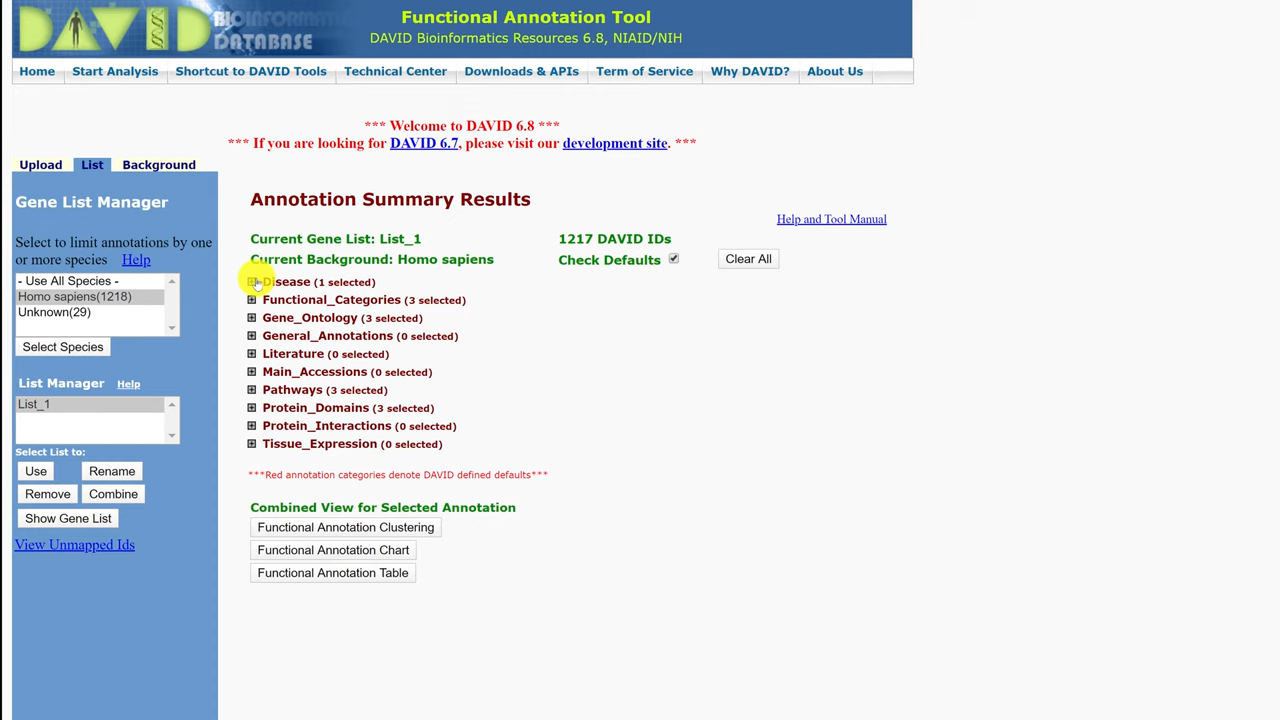 DAVID BIOINFORMATICS
DATABASE
Functional Annotation Tool
DAVID Bioinformatics Resources 6.8, NIAID/NIH
Home Start Analysis Shortcut to DAVID Tools Technical Center Downloads & APIs Term of Service Why DAVID? About Us
*** Welcome to DAVID 6.8 ***
*** If you are looking for DAVID 6.7, please visit our development site. ***
Upload List Background
Gene List Manager
Select to limit annotations by one
or more species Help
- Use All Species -
Homo sapiens(1218)
Unknown(29)
Select Species
List Manager Help
List_1
Select List to:
Use Rename
Remove Combine
Show Gene List
View Unmapped Ids
Annotation Summary Results
Help and Tool Manual
Current Gene List: List_1 1217 DAVID IDs
Current Background: Homo sapiens Check Defaults Clear All
Disease (1 selected)
Functional_Categories (3 selected)
Gene_Ontology (3 selected)
General_Annotations (0 selected)
Literature (0 selected)
Main_Accessions (0 selected)
Pathways (3 selected)
Protein_Domains (3 selected)
Protein_Interactions (0 selected)
Tissue_Expression (0 selected)
***Red annotation categories denote DAVID defined defaults***
Combined View for Selected Annotation
Functional Annotation Clustering
Functional Annotation Chart
Functional Annotation Table